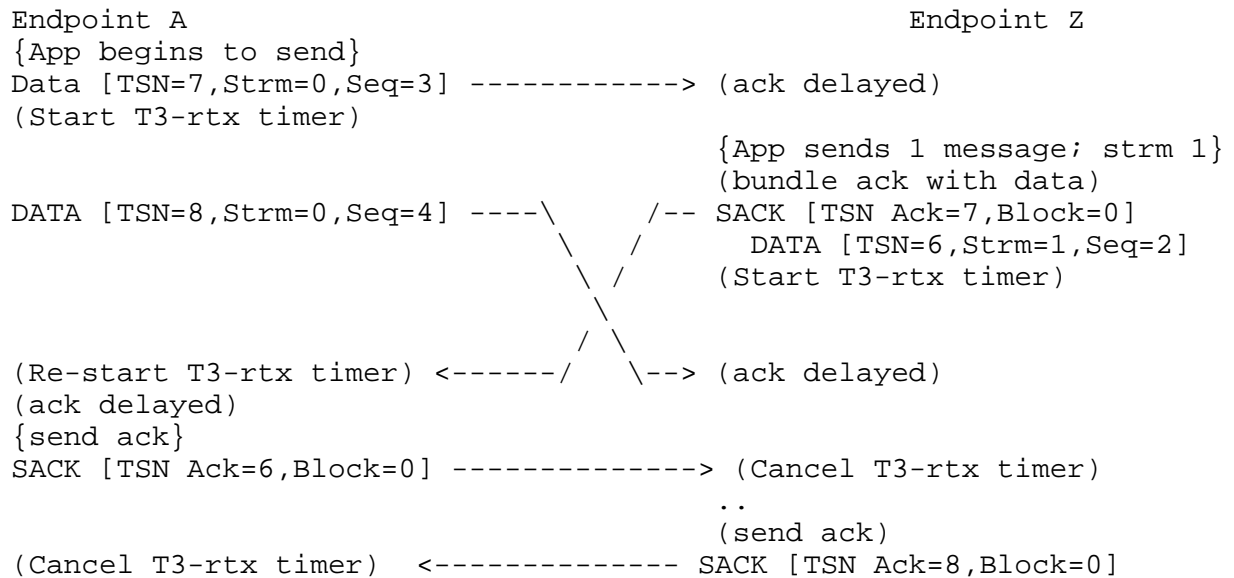 Endpoint A                                         Endpoint Z
{App begins to send}
Data [TSN=7,Strm=0,Seq=3] ------------> (ack delayed)
(Start T3-rtx timer)
                                        {App sends 1 message; strm 1}
                                        (bundle ack with data)
DATA [TSN=8,Strm=0,Seq=4] ----\     /-- SACK [TSN Ack=7,Block=0]
                               \   /      DATA [TSN=6,Strm=1,Seq=2]
                                \ /     (Start T3-rtx timer)
                                 \
                                / \
(Re-start T3-rtx timer) <------/   \--> (ack delayed)
(ack delayed)
{send ack}
SACK [TSN Ack=6,Block=0] --------------> (Cancel T3-rtx timer)
                                        ..
                                        (send ack)
(Cancel T3-rtx timer)  <-------------- SACK [TSN Ack=8,Block=0]